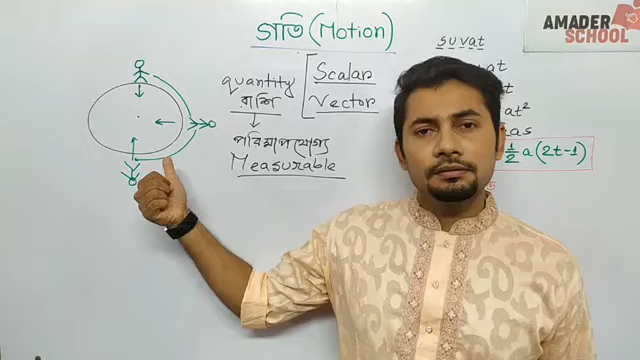 গতি (Motion)
AMADER
SCHOOL
quantity
রাশি
Scalar
Vector
পরিমাপযোগ্য
Measurable
suvat
½ a(2t-1)